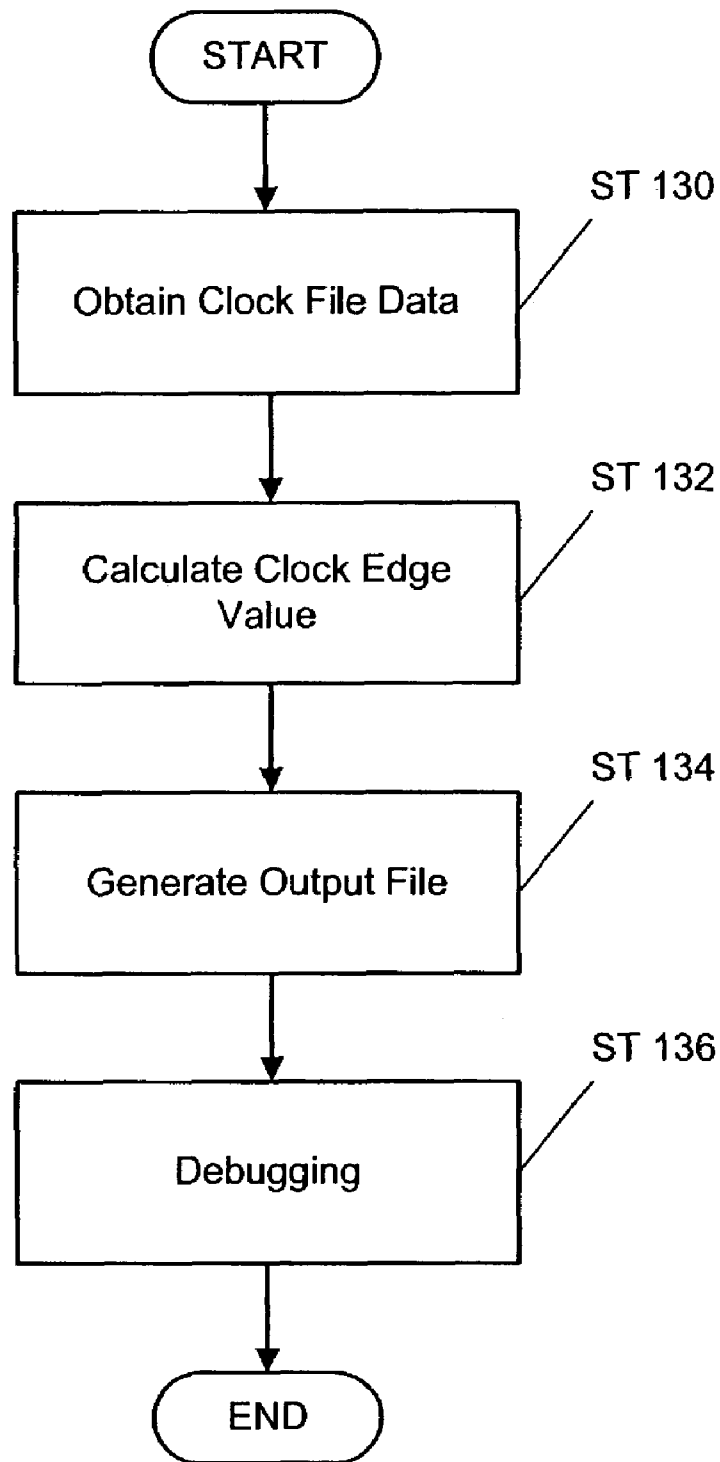 START
ST 130
Obtain Clock File Data
ST 132
Calculate Clock Edge
Value
ST 134
Generate Output File
ST 136
Debugging
END